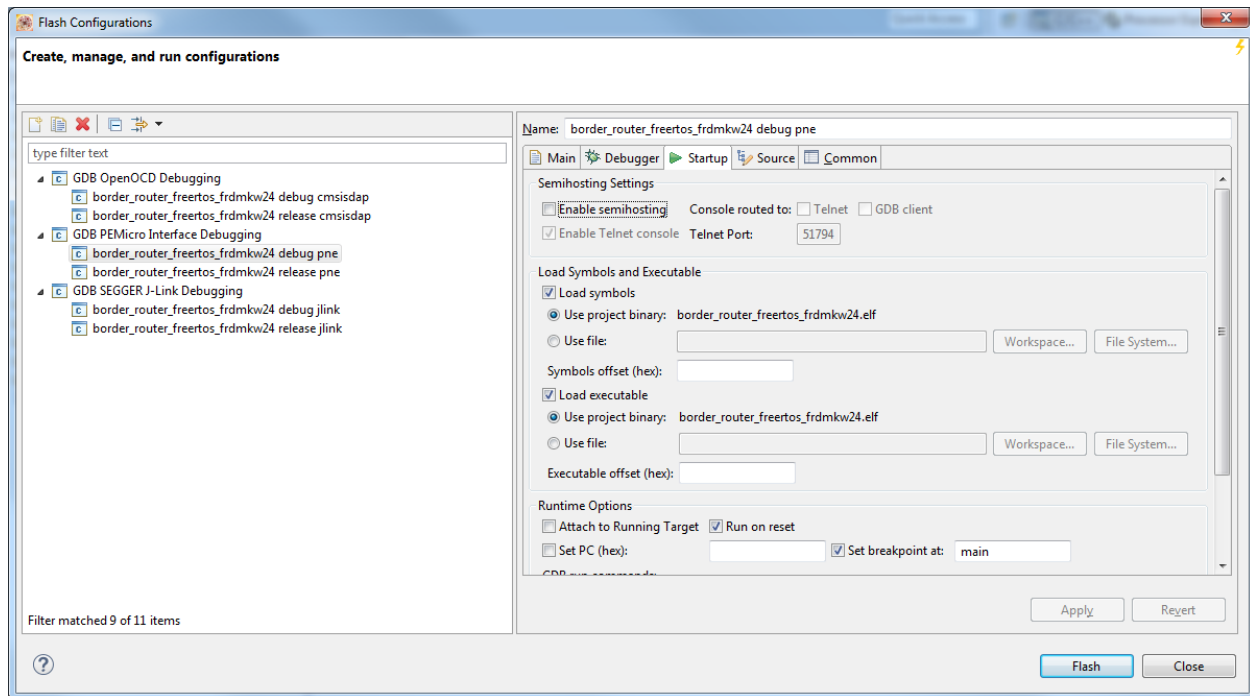 Flash Configurations
Create, manage, and run configurations
type filter text
GDB OpenOCD Debugging
border_router_freertos_frdmkw24 debug cmsisdap
border_router_freertos_frdmkw24 release cmsisdap
GDB PEMicro Interface Debugging
border_router_freertos_frdmkw24 debug pne
border_router_freertos_frdmkw24 release pne
GDB SEGGER J-Link Debugging
border_router_freertos_frdmkw24 debug jlink
border_router_freertos_frdmkw24 release jlink
Filter matched 9 of 11 items
Name: border_router_freertos_frdmkw24 debug pne
Main Debugger Startup Source Common
Semihosting Settings
Enable semihosting Console routed to: Telnet GDB client
Enable Telnet console Telnet Port: 51794
Load Symbols and Executable
Load symbols
Use project binary: border_router_freertos_frdmkw24.elf
Use file: Workspace... File System...
Symbols offset (hex):
Load executable
Use project binary: border_router_freertos_frdmkw24.elf
Use file: Workspace... File System...
Executable offset (hex):
Runtime Options
Attach to Running Target Run on reset
Set PC (hex): Set breakpoint at: main
Apply Revert
Flash Close